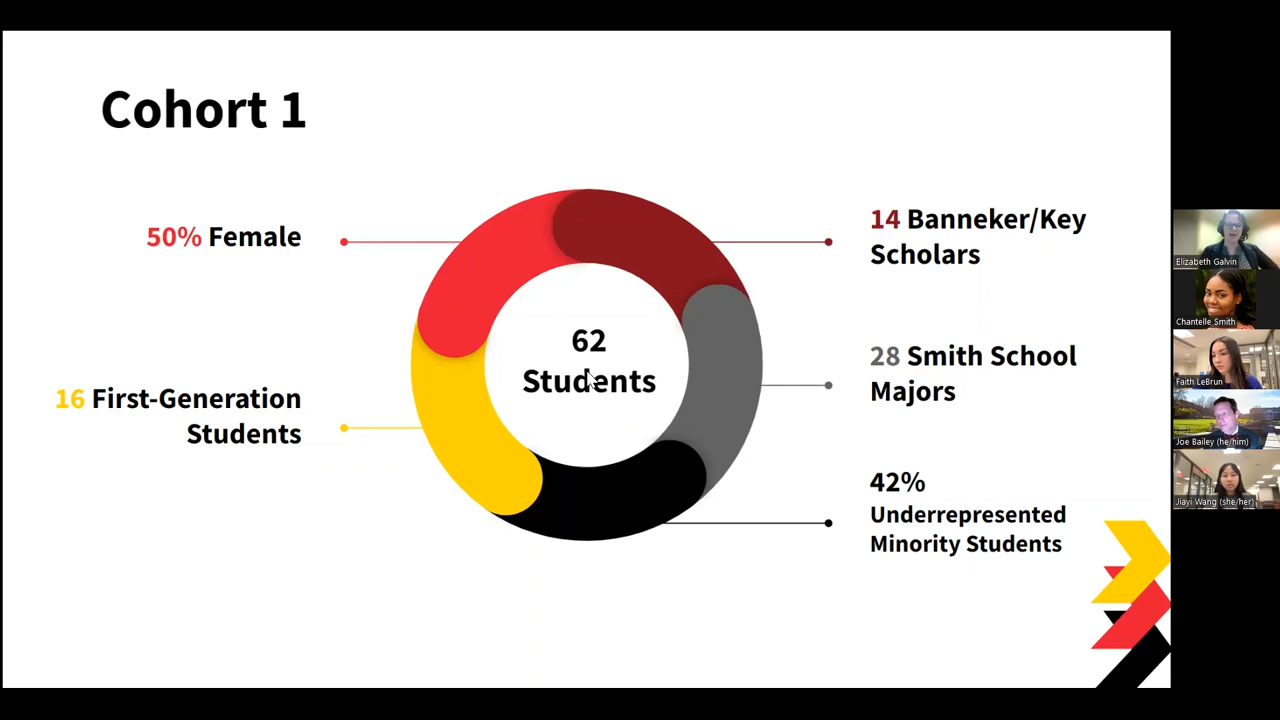 Cohort 1
50% Female
16 First-Generation
Students
62
Students
14 Banneker/Key
Scholars
28 Smith School
Majors
42%
Underrepresented
Minority Students
Elizabeth Galvin
Chantelle Smith
Faith LeBrun
Joe Bailey (he/him)
Jiayi Wang (she/her)